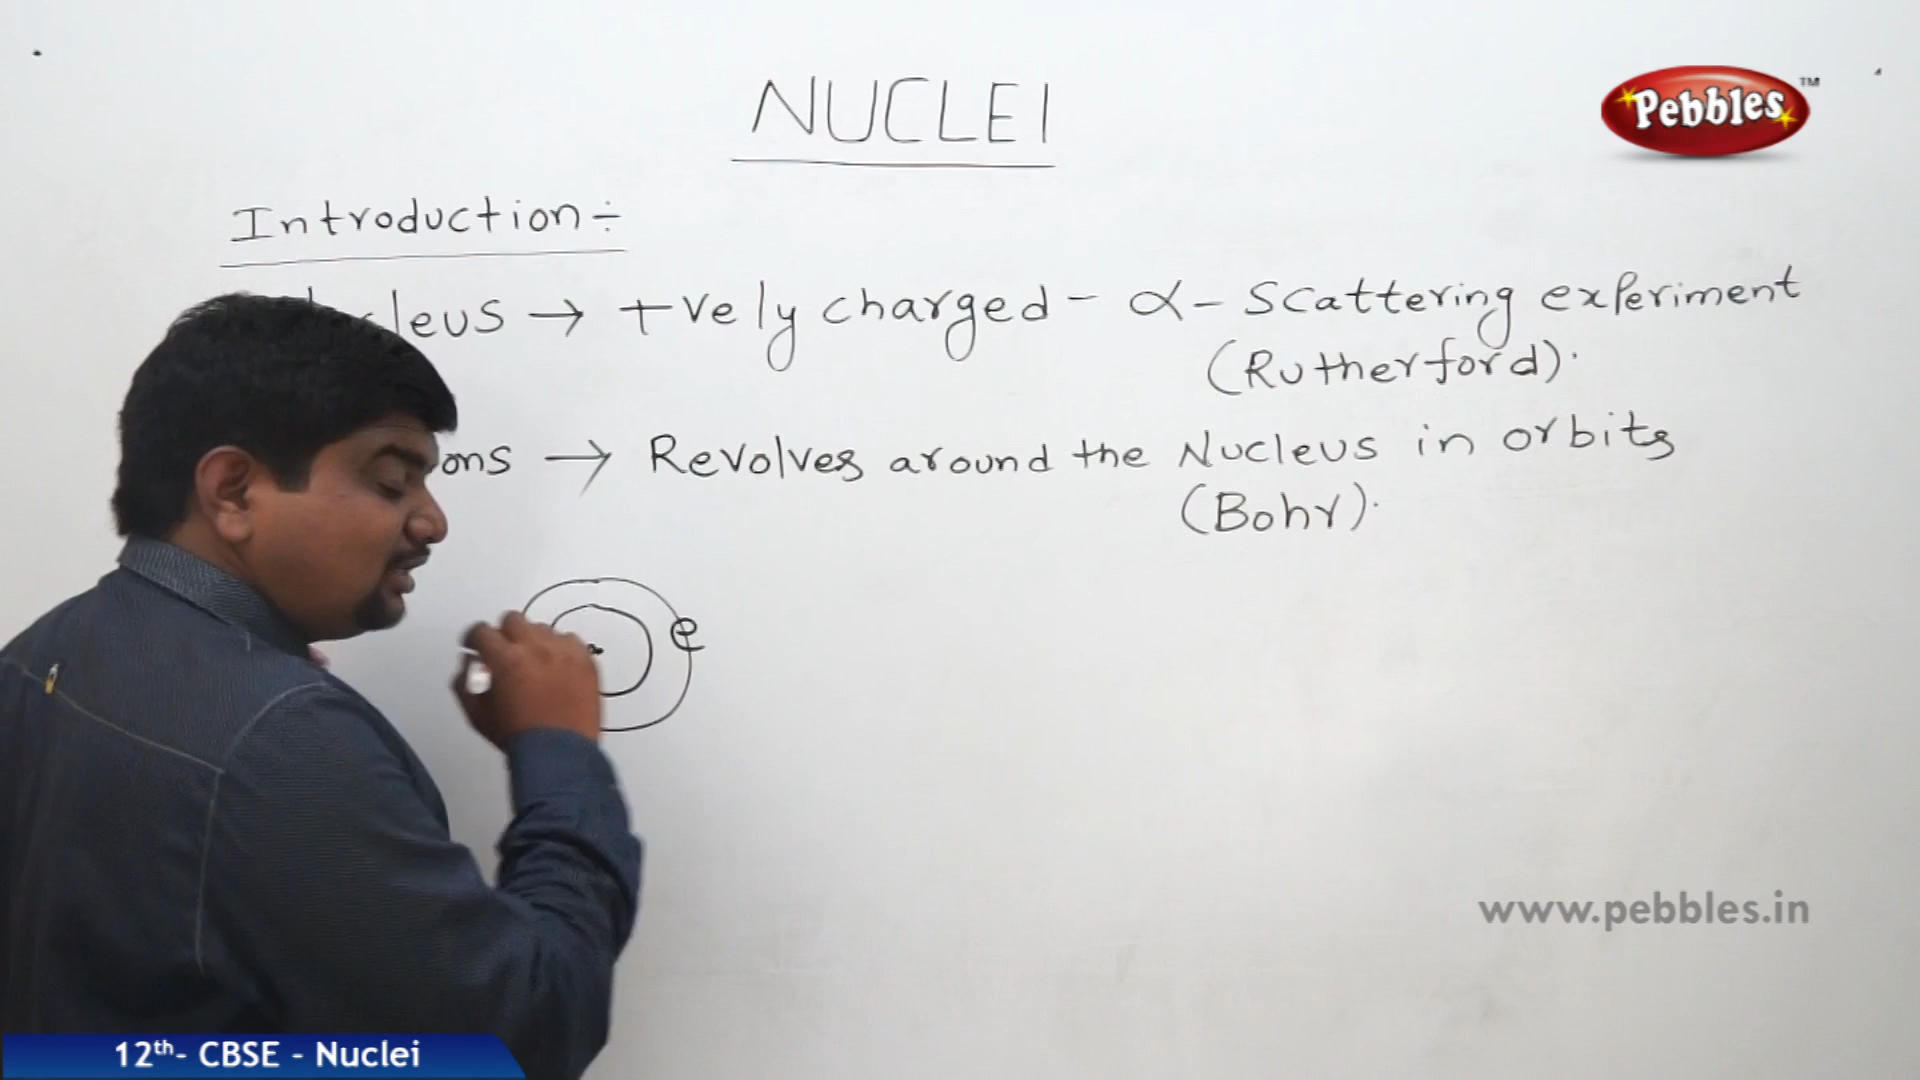 NUCLEI
Pebbles™
Introduction÷
leus → +vely charged - α - Scattering experiment
(Rutherford).
ons → Revolves around the Nucleus in orbits
(Bohr).
e
www.pebbles.in
12th- CBSE - Nuclei